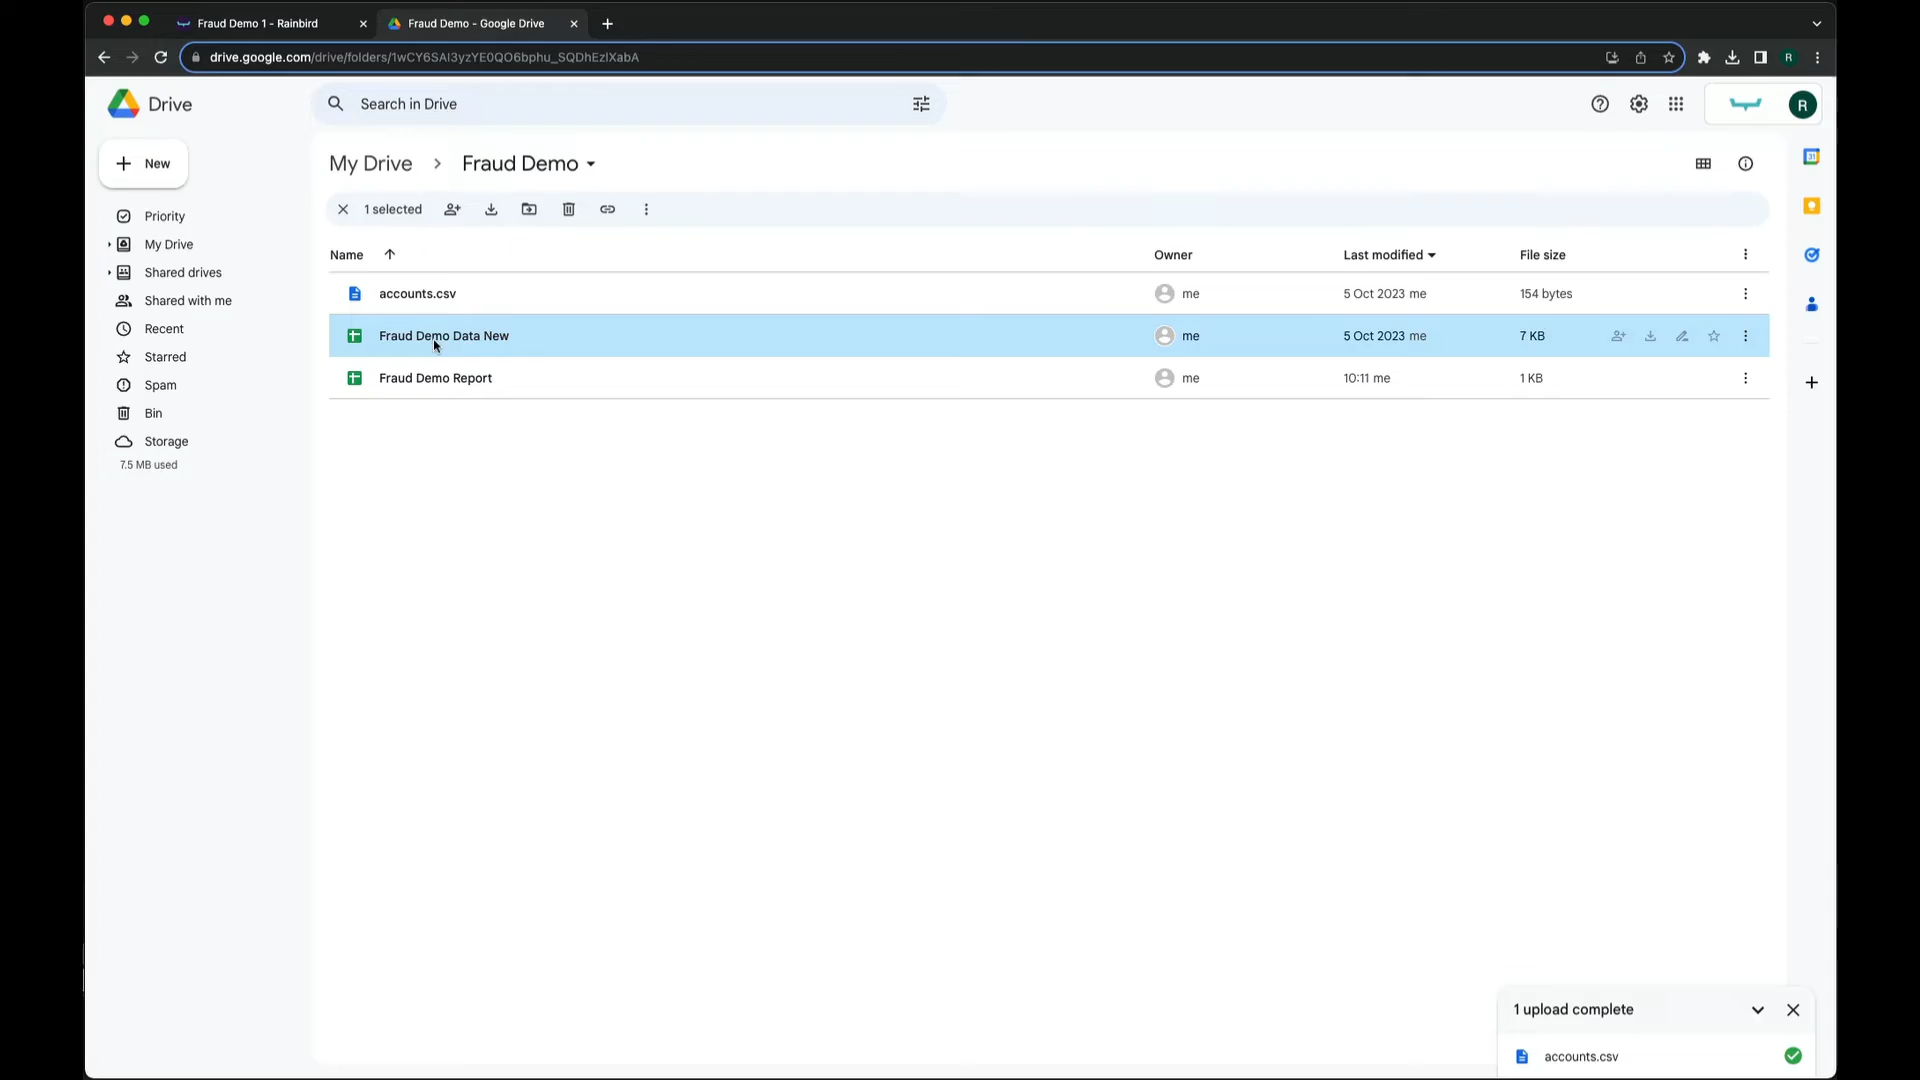 Fraud Demo 1 - Rainbird
Fraud Demo - Google Drive
drive.google.com/drive/folders/1wCY6SAI3yzYE0QO6bphu_SQDhEzlXabA
R
Drive
Search in Drive
R
New
My Drive > Fraud Demo
1 selected
Priority
My Drive
Shared drives
Shared with me
Recent
Starred
Spam
Bin
Storage
7.5 MB used
Name Owner Last modified File size
accounts.csv me 5 Oct 2023 me 154 bytes
Fraud Demo Data New me 5 Oct 2023 me 7 KB
Fraud Demo Report me 10:11 me 1 KB
31
1 upload complete
accounts.csv